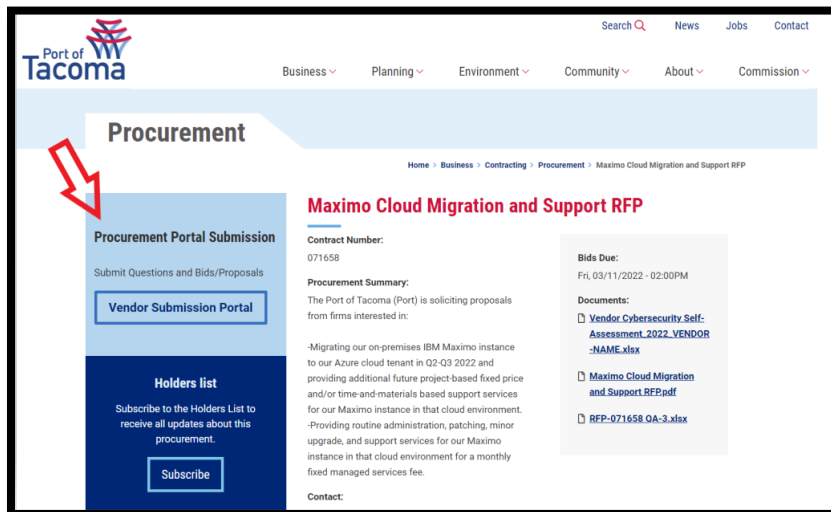 Search News Jobs Contact
Port of
Tacoma
Business Planning Environment Community About Commission
Procurement
Home > Business > Contracting > Procurement > Maximo Cloud Migration and Support RFP
Procurement Portal Submission
Submit Questions and Bids/Proposals
Vendor Submission Portal
Holders list
Subscribe to the Holders List to
receive all updates about this
procurement.
Subscribe
Maximo Cloud Migration and Support RFP
Contract Number:
071658
Procurement Summary:
The Port of Tacoma (Port) is soliciting proposals
from firms interested in:
-Migrating our on-premises IBM Maximo instance
to our Azure cloud tenant in Q2-Q3 2022 and
providing additional future project-based fixed price
and/or time-and-materials based support services
for our Maximo instance in that cloud environment.
-Providing routine administration, patching, minor
upgrade, and support services for our Maximo
instance in that cloud environment for a monthly
fixed managed services fee.
Contact:
Bids Due:
Fri, 03/11/2022 - 02:00PM
Documents:
Vendor Cybersecurity Self-
Assessment_2022_VENDOR
-NAME.xlsx
Maximo Cloud Migration
and Support RFP.pdf
RFP-071658 QA-3.xlsx